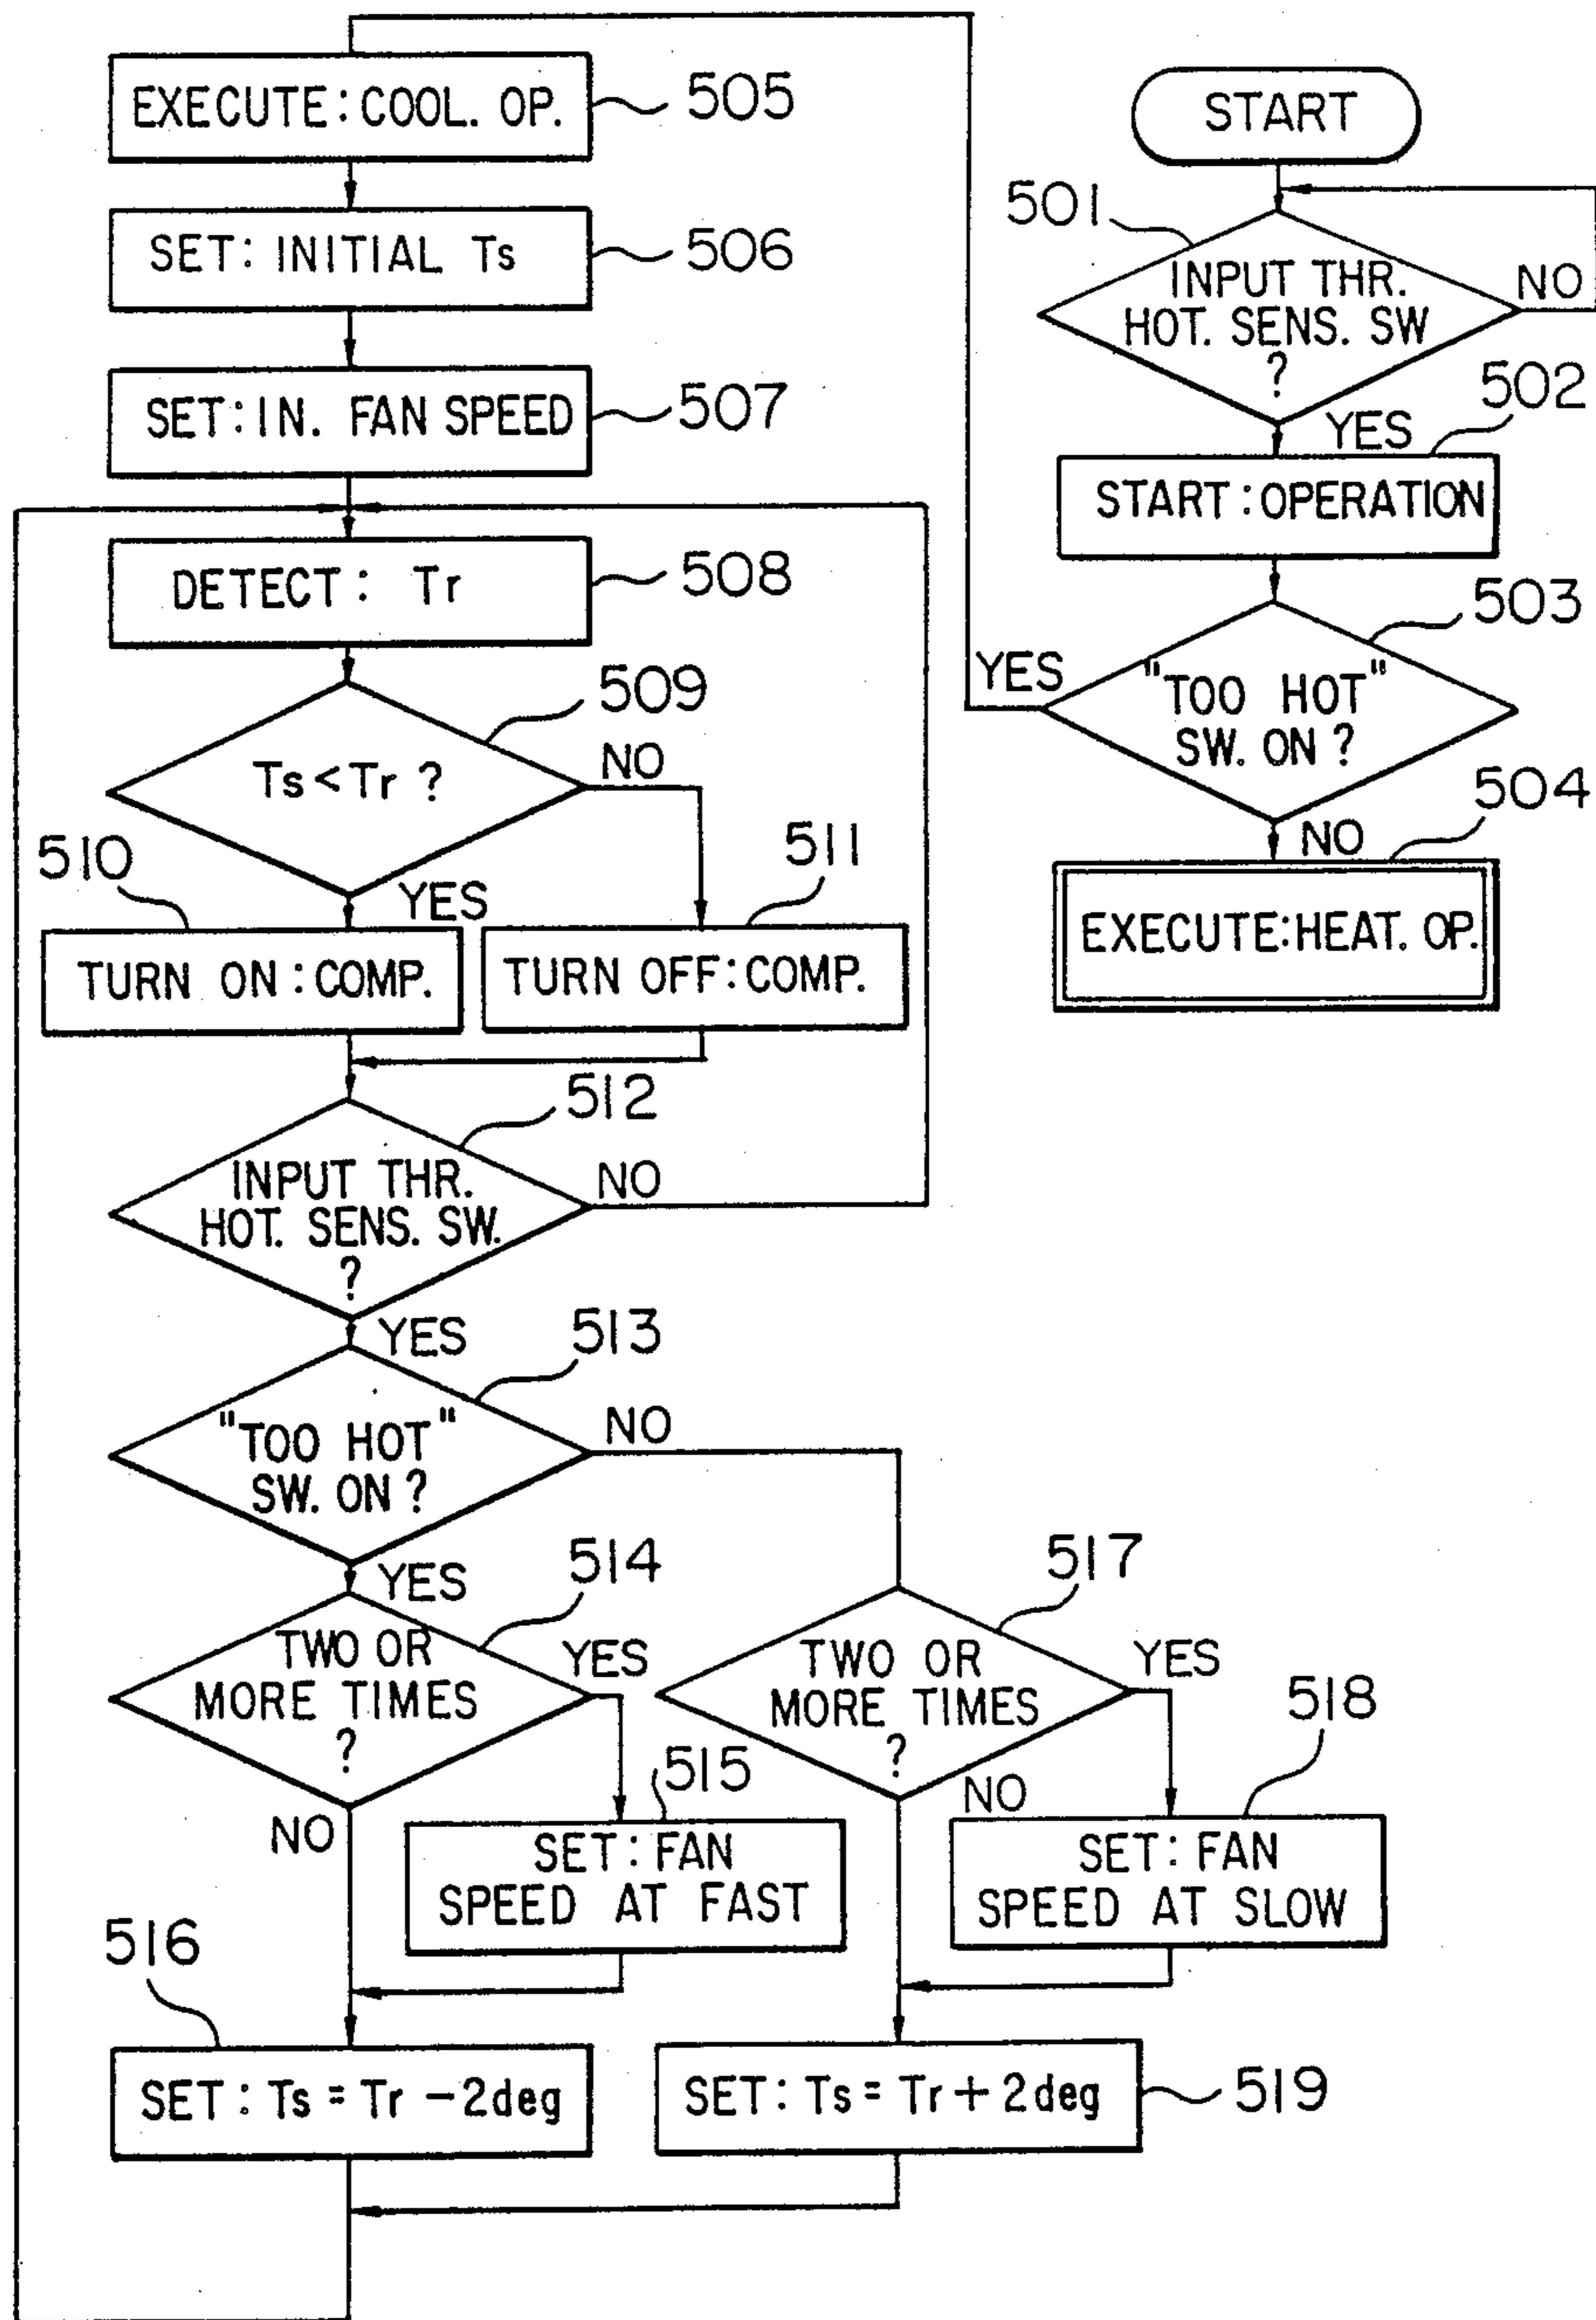 START
501
INPUT THR.
HOT. SENS. SW
?
NO
YES
502
START : OPERATION
503
"TOO HOT"
SW. ON ?
YES
NO
504
EXECUTE:HEAT. OP.
EXECUTE : COOL. OP.
505
SET: INITIAL Ts
506
SET : IN. FAN SPEED
507
DETECT : Tr
508
509
Ts < Tr ?
NO
YES
510
TURN ON : COMP.
511
TURN OFF : COMP.
512
INPUT THR.
HOT. SENS. SW.
?
NO
YES
513
"TOO HOT"
SW. ON ?
NO
YES
514
TWO OR
MORE TIMES
?
YES
NO
515
SET : FAN
SPEED AT FAST
516
SET : Ts = Tr − 2deg
517
TWO OR
MORE TIMES
?
YES
NO
518
SET : FAN
SPEED AT SLOW
SET : Ts = Tr + 2deg
519